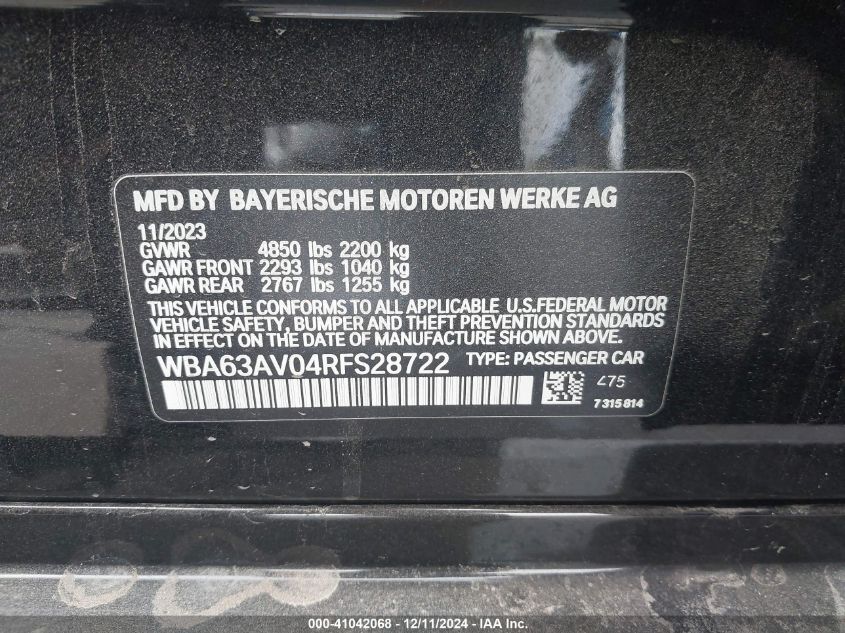 MFD BY BAYERISCHE MOTOREN WERKE AG
11/2023
GVWR 4850 lbs 2200 kg
GAWR FRONT 2293 lbs 1040 kg
GAWR REAR 2767 lbs 1255 kg
THIS VEHICLE CONFORMS TO ALL APPLICABLE U.S.FEDERAL MOTOR
VEHICLE SAFETY, BUMPER AND THEFT PREVENTION STANDARDS
IN EFFECT ON THE DATE OF MANUFACTURE SHOWN ABOVE.
WBA63AV04RFS28722 TYPE: PASSENGER CAR
475
7315814
000-41042068 - 12/11/2024 - IAA Inc.